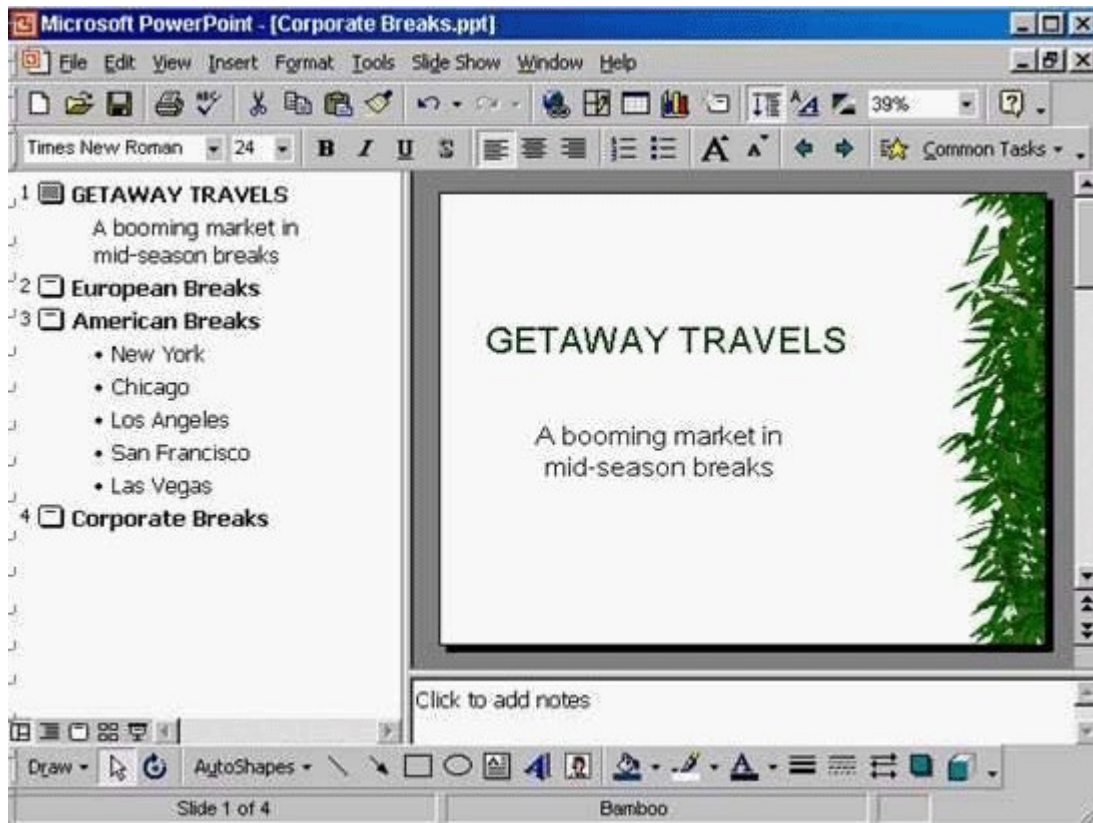 Microsoft PowerPoint - [Corporate Breaks.ppt]
File Edit View Insert Format Tools Slide Show Window Help
ABC
A A 39%
Times New Roman 24 B I U S A A Common Tasks
1 GETAWAY TRAVELS
A booming market in
mid-season breaks
2 European Breaks
3 American Breaks
• New York
• Chicago
• Los Angeles
• San Francisco
• Las Vegas
4 Corporate Breaks
GETAWAY TRAVELS
A booming market in
mid-season breaks
Click to add notes
Draw AutoShapes A A
Slide 1 of 4 Bamboo